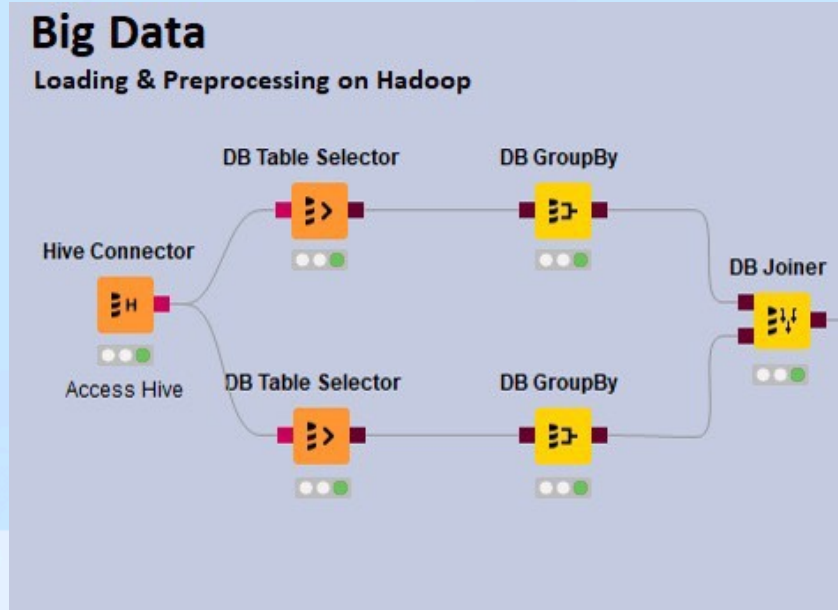 Big Data
Loading & Preprocessing on Hadoop
DB Table Selector
DB GroupBy
Hive Connector
H
Access Hive
DB Joiner
DB Table Selector
DB GroupBy